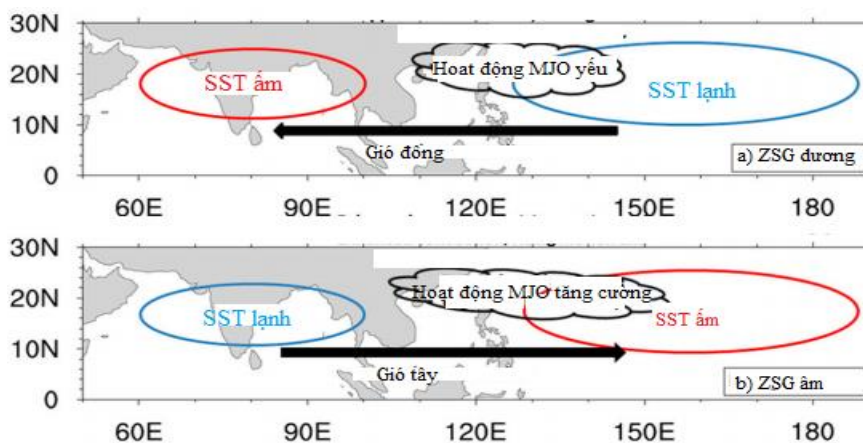 30N
20N
10N
0
SST ấm
Hoạt động MJO yếu
SST lạnh
Gió đông
a) ZSG dương
60E 90E 120E 150E 180
30N
20N
10N
0
SST lạnh
Hoạt động MJO tăng cường
SST ấm
Gió tây
b) ZSG âm
60E 90E 120E 150E 180